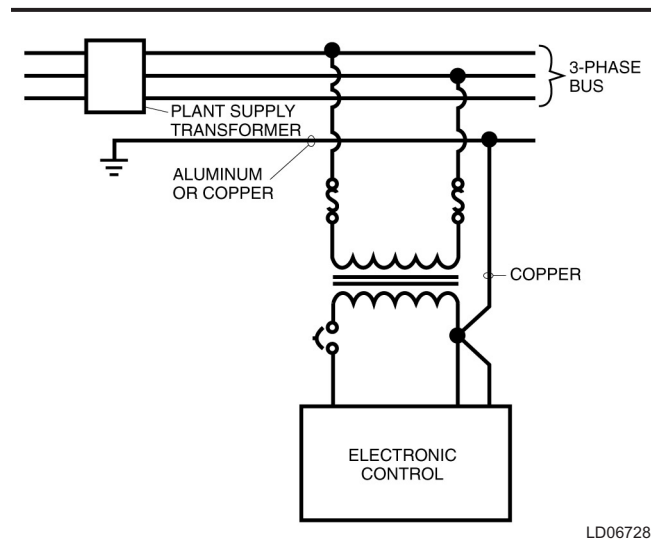 3-PHASE
BUS
PLANT SUPPLY
TRANSFORMER
ALUMINUM
OR COPPER
COPPER
ELECTRONIC
CONTROL
LD06728